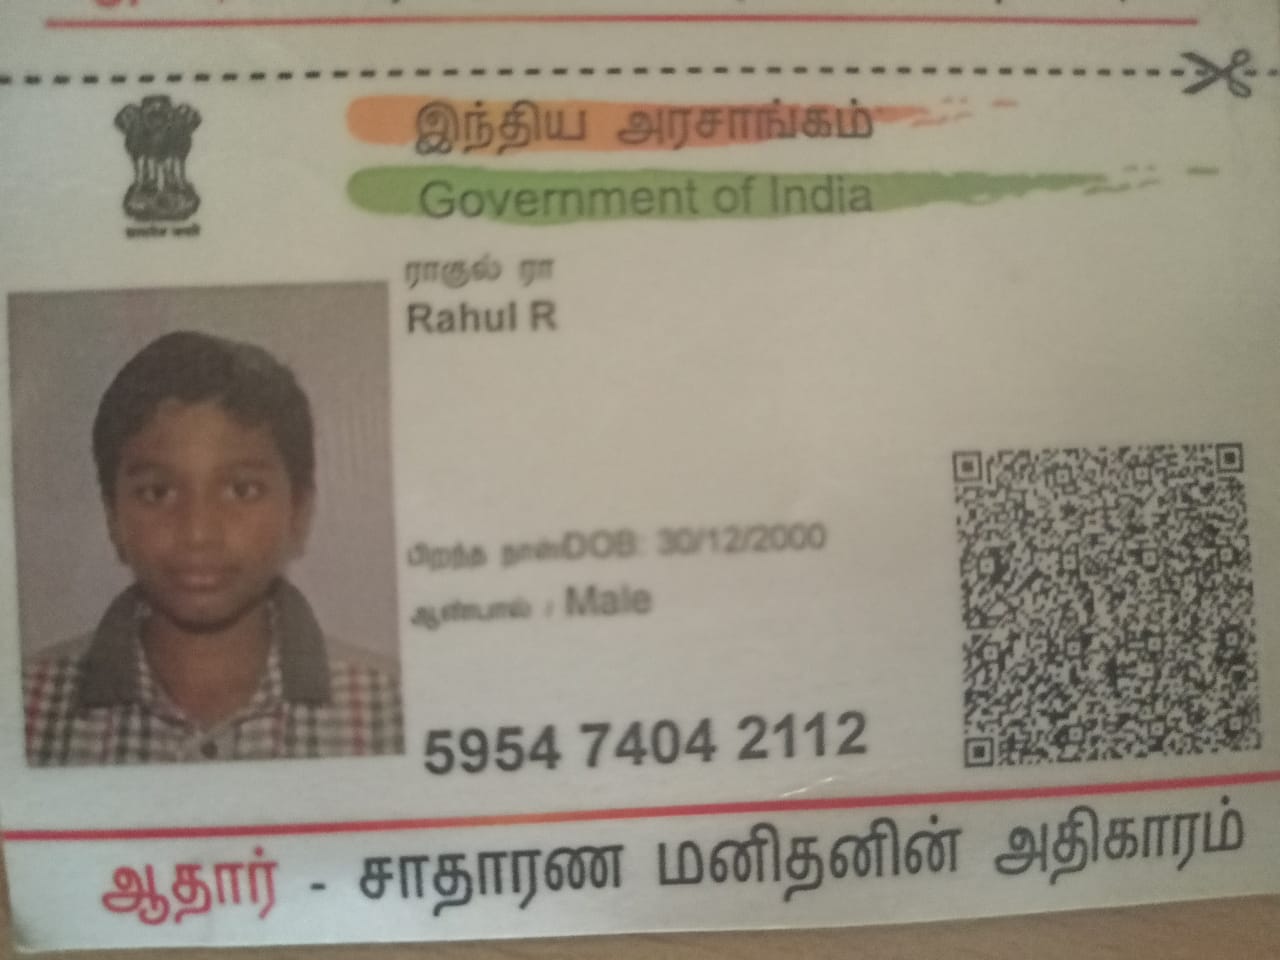 இந்திய அரசாங்கம்
Government of India
ராகுல் ரா
Rahul R
பிறந்த நாள்DOB: 30/12/2000
ஆண்பால் / Male
5954 7404 2112
ஆதார் - சாதாரண மனிதனின் அதிகாரம்